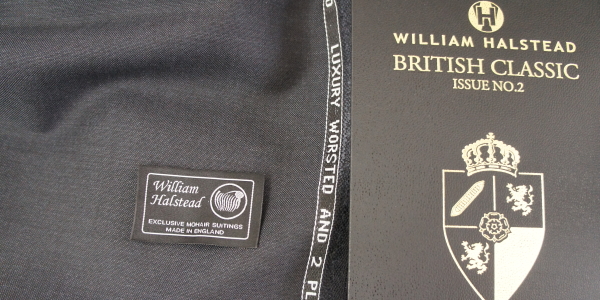 William
Halstead
EXCLUSIVE MOHAIR SUITINGS
MADE IN ENGLAND
LUXURY WORSTED AND 2
WILLIAM HALSTEAD
BRITISH CLASSIC
ISSUE NO.2